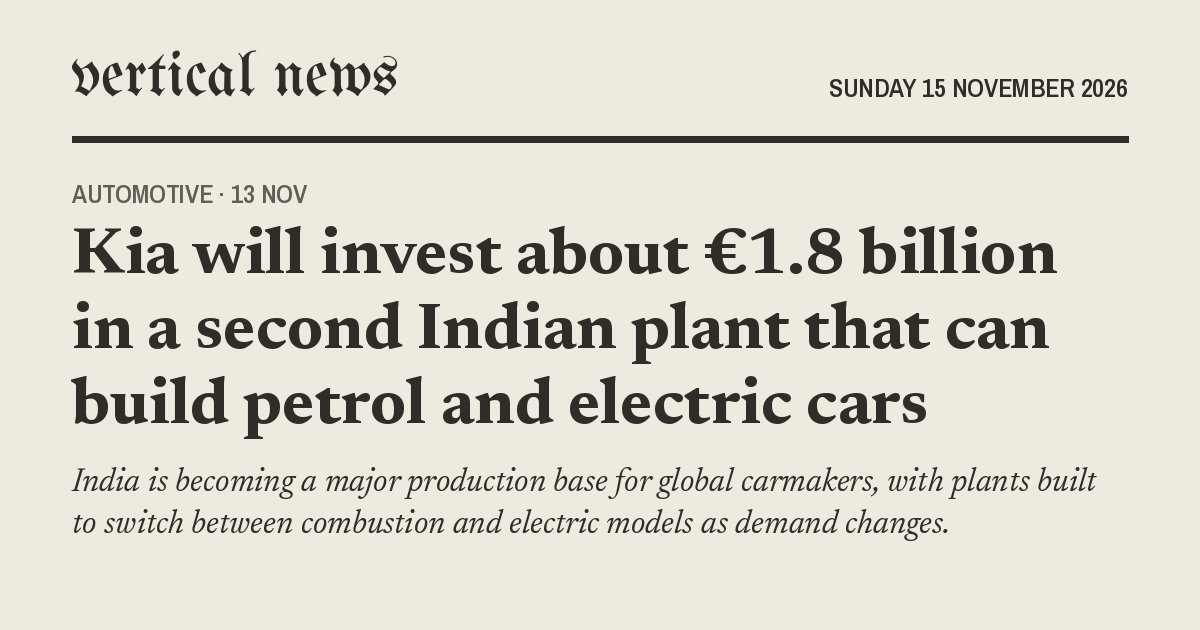 vertical news
SUNDAY 15 NOVEMBER 2026
AUTOMOTIVE · 13 NOV
Kia will invest about €1.8 billion
in a second Indian plant that can
build petrol and electric cars
India is becoming a major production base for global carmakers, with plants built
to switch between combustion and electric models as demand changes.